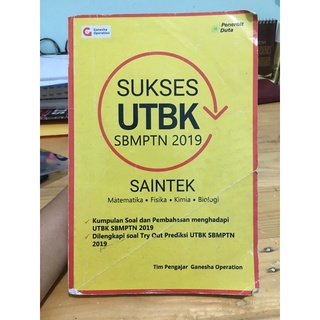 Ganesha Operation
Penerbit
Duta
SUKSES
UTBK
SBMPTN 2019
SAINTEK
Matematika • Fisika • Kimia • Biologi
✓ Kumpulan Soal dan Pembahasan menghadapi
UTBK SBMPTN 2019
✓ Dilengkapi soal Try Out Prediksi UTBK SBMPTN
2019
Tim Pengajar Ganesha Operation